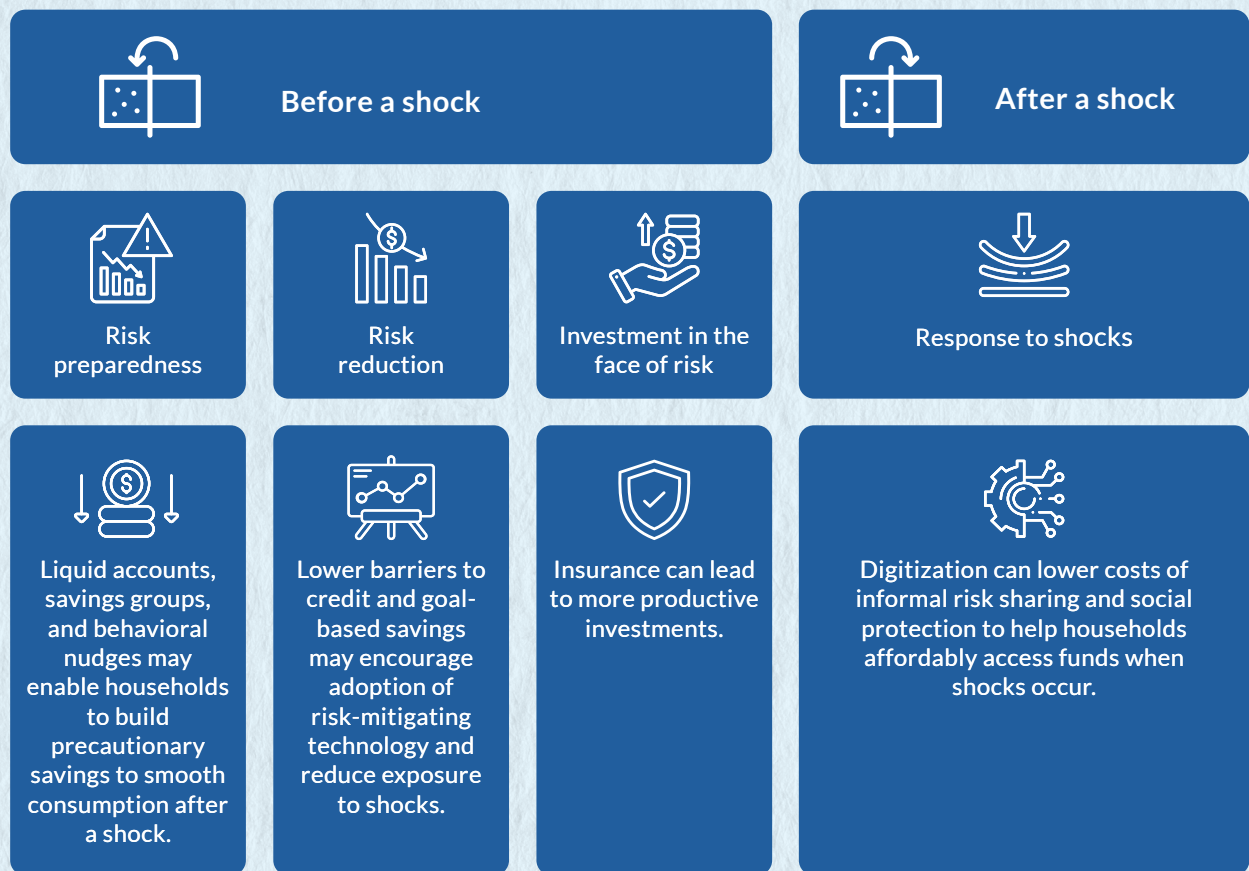 Before a shock
After a shock
Risk
preparedness
Risk
reduction
Investment in the
face of risk
Response to shocks
Liquid accounts,
savings groups,
and behavioral
nudges may
enable households
to build
precautionary
savings to smooth
consumption after
a shock.
Lower barriers to
credit and goal-
based savings
may encourage
adoption of
risk-mitigating
technology and
reduce exposure
to shocks.
Insurance can lead
to more productive
investments.
Digitization can lower costs of
informal risk sharing and social
protection to help households
affordably access funds when
shocks occur.